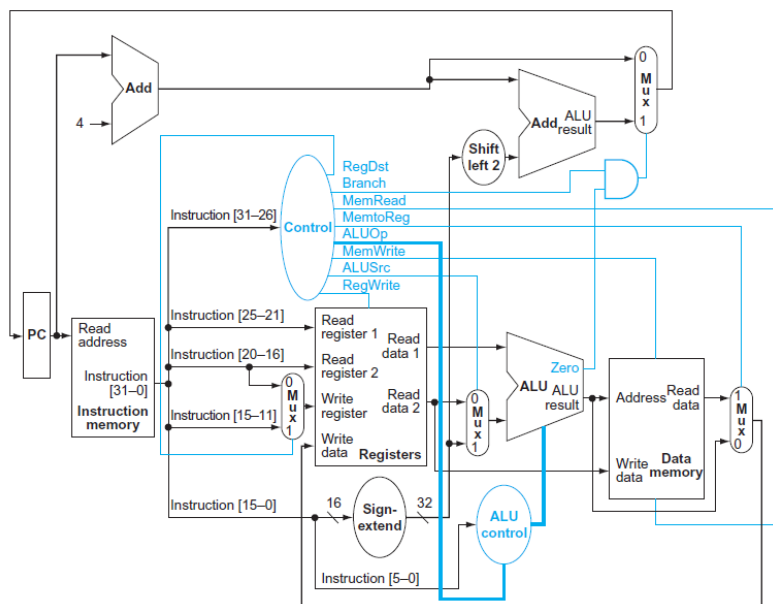 Add
4
0
Mux
1
Add ALU result
Shift left 2
RegDst
Branch
MemRead
MemtoReg
ALUOp
MemWrite
ALUSrc
RegWrite
Control
Instruction [31–26]
Instruction [25–21]
Instruction [20–16]
Instruction [15–11]
Instruction [15–0]
Instruction [5–0]
PC
Read address
Instruction [31–0]
Instruction memory
0
Mux
1
Read register 1
Read register 2
Write register
Write data
Read data 1
Read data 2
Registers
0
Mux
1
Zero
ALU
ALU result
Address
Read data
Write data
Data memory
1
Mux
0
16
Sign-extend
32
ALU control